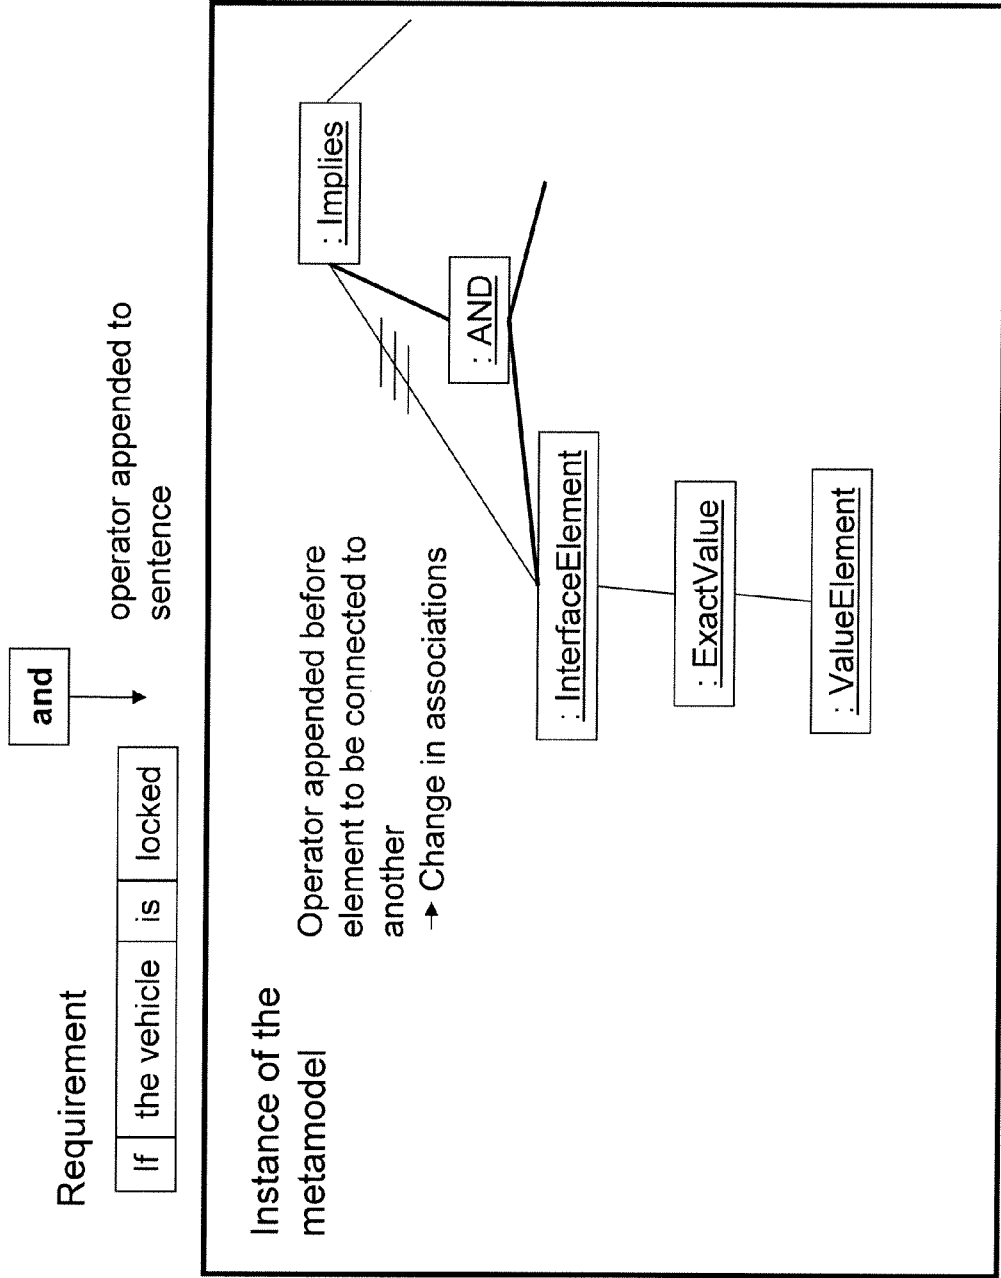 Requirement
and
If the vehicle is locked
operator appended to
sentence
Instance of the
metamodel
Operator appended before
element to be connected to
another
→ Change in associations
: Implies
: AND
: InterfaceElement
: ExactValue
: ValueElement